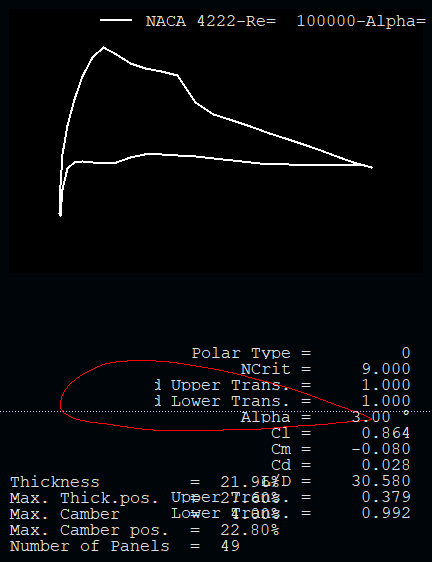 NACA 4222-Re=  100000-Alpha=
Polar Type =  0
NCrit =  9.000
d Upper Trans. =  1.000
d Lower Trans. =  1.000
Alpha =  3.00 °
Cl =  0.864
Cm =  -0.080
Cd =  0.028
L/D =  30.580
Upper Trans. =  0.379
Lower Trans. =  0.992
Thickness =  21.96%
Max. Thick.pos. =  27.60%
Max. Camber =  4.00%
Max. Camber pos. =  22.80%
Number of Panels =  49